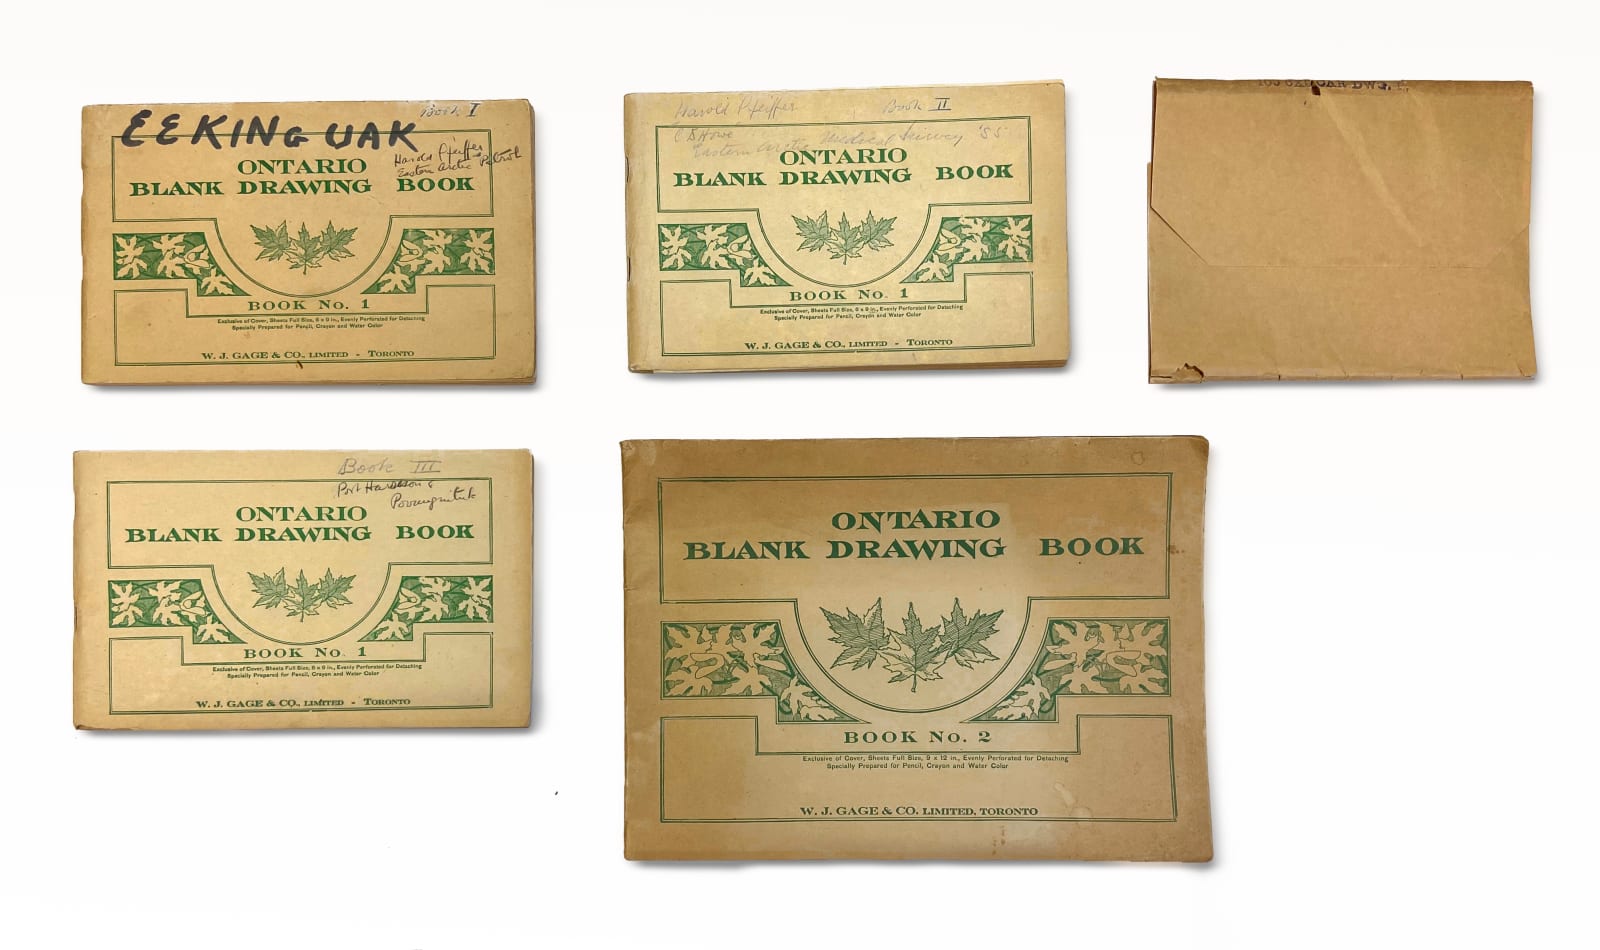 Book I
EEKINGUAK
Harold Pfeiffer
Eastern Arctic Patrol
ONTARIO
BLANK DRAWING BOOK
BOOK No. 1
Exclusive of Cover, Sheets Full Size, 6 x 9 in., Evenly Perforated for Detaching
Specially Prepared for Pencil, Crayon and Water Color
W. J. GAGE & CO., LIMITED - TORONTO
Harold Pfeiffer Book II
C D Howe
Eastern Arctic Medical Survey '55
ONTARIO
BLANK DRAWING BOOK
BOOK No. 1
Exclusive of Cover, Sheets Full Size, 6 x 9 in., Evenly Perforated for Detaching
Specially Prepared for Pencil, Crayon and Water Color
W. J. GAGE & CO., LIMITED - TORONTO
Book III
Port Harrison &
Povungnituk
ONTARIO
BLANK DRAWING BOOK
BOOK No. 1
Exclusive of Cover, Sheets Full Size, 6 x 9 in., Evenly Perforated for Detaching
Specially Prepared for Pencil, Crayon and Water Color
W. J. GAGE & CO., LIMITED - TORONTO
ONTARIO
BLANK DRAWING BOOK
BOOK No. 2
Exclusive of Cover, Sheets Full Size, 9 x 12 in., Evenly Perforated for Detaching
Specially Prepared for Pencil, Crayon and Water Color
W. J. GAGE & CO. LIMITED, TORONTO